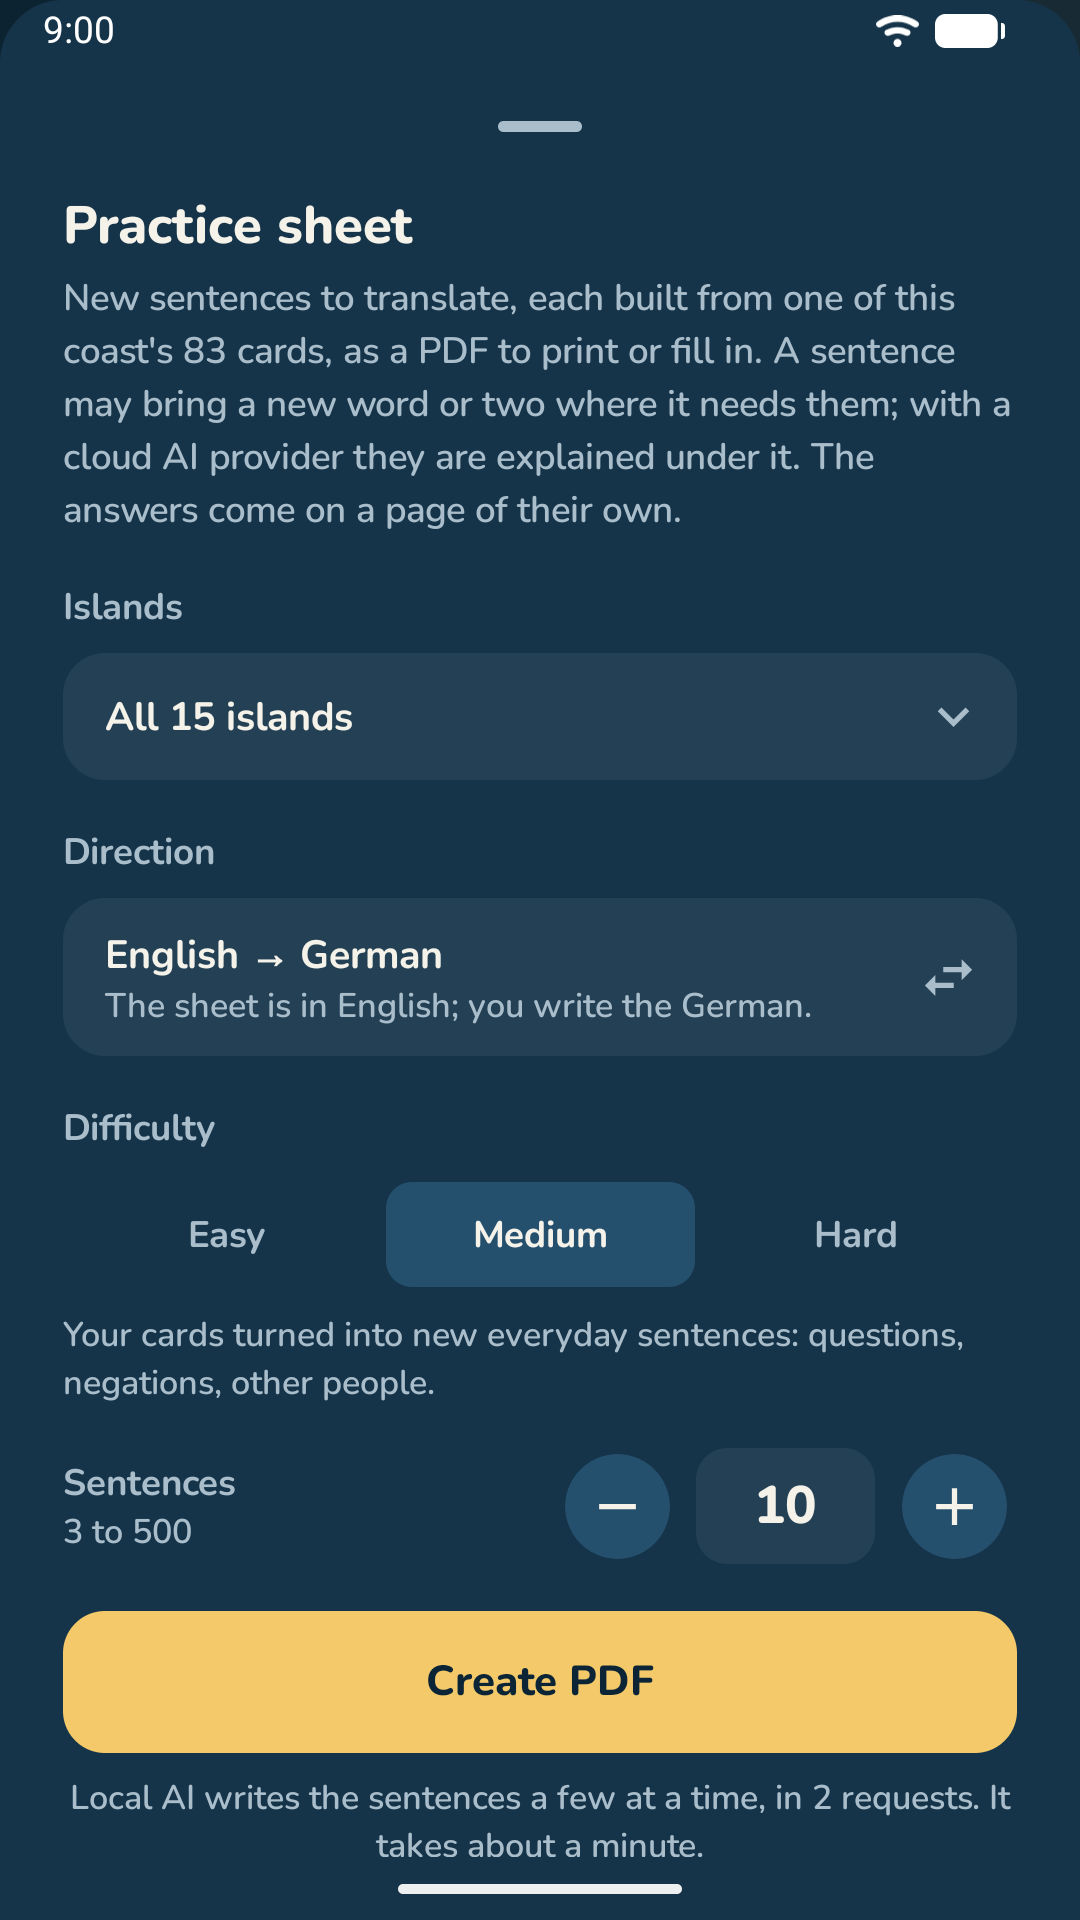 9:00
Practice sheet
New sentences to translate, each built from one of this
coast's 83 cards, as a PDF to print or fill in. A sentence
may bring a new word or two where it needs them; with a
cloud AI provider they are explained under it. The
answers come on a page of their own.
Islands
All 15 islands
Direction
English → German
The sheet is in English; you write the German.
Difficulty
Easy Medium Hard
Your cards turned into new everyday sentences: questions,
negations, other people.
Sentences
3 to 500
− 10 +
Create PDF
Local AI writes the sentences a few at a time, in 2 requests. It
takes about a minute.